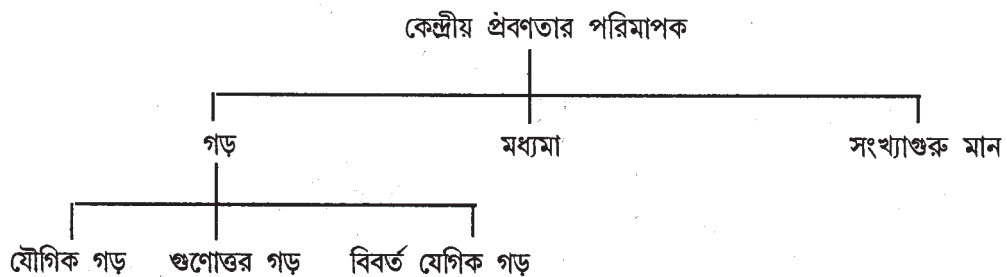 কেন্দ্রীয় প্রবণতার পরিমাপক
গড় মধ্যমা সংখ্যাগুরু মান
যৌগিক গড় গুণোত্তর গড় বিবর্ত যেগিক গড়